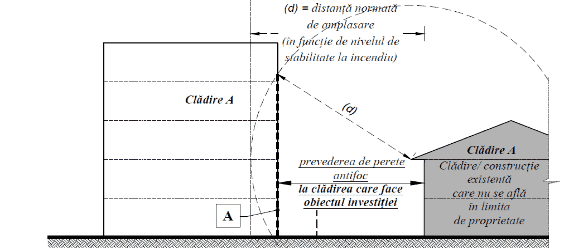 (d) = distanță normată
de amplasare
(în funcție de nivelul de
stabilitate la incendiu)
Clădire A
(d)
prevederea de perete
antifoc
la clădirea care face
obiectul investiției
A
Clădire A
Clădire/ construcție
existentă
care nu se află
în limita
de proprietate